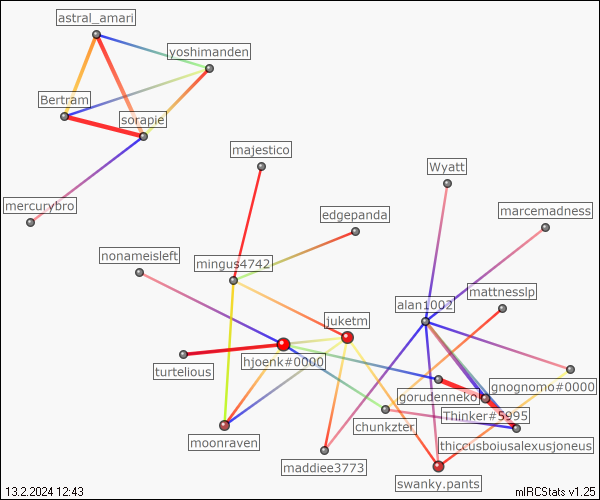 astral_amari
yoshimanden
Bertram
sorapie
majestico
Wyatt
mercurybro
edgepanda
marcemadness
nonameisleft
mingus4742
mattnesslp
alan1002
juketm
hjoenk#0000
turtelious
gnognomo#0000
gorudenneko
Thinker#5995
chunkzter
moonraven
thiccusboiusalexusjoneus
maddiee3773
swanky.pants
13.2.2024 12:43
mIRCStats v1.25